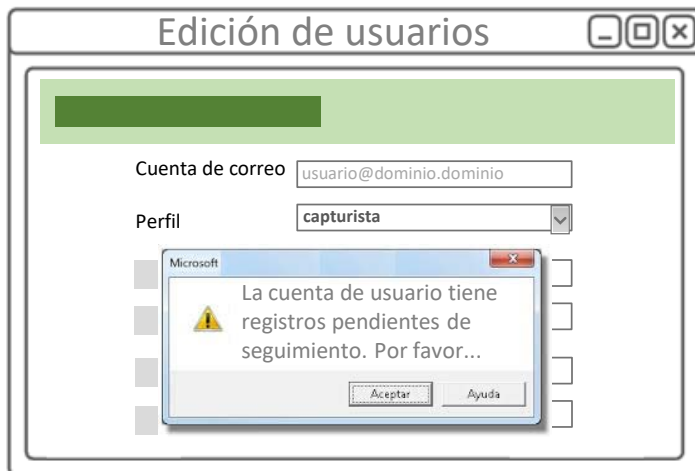 Edición de usuarios
Cuenta de correo usuario@dominio.dominio
Perfil capturista
Microsoft
La cuenta de usuario tiene
registros pendientes de
seguimiento. Por favor...
Aceptar Ayuda